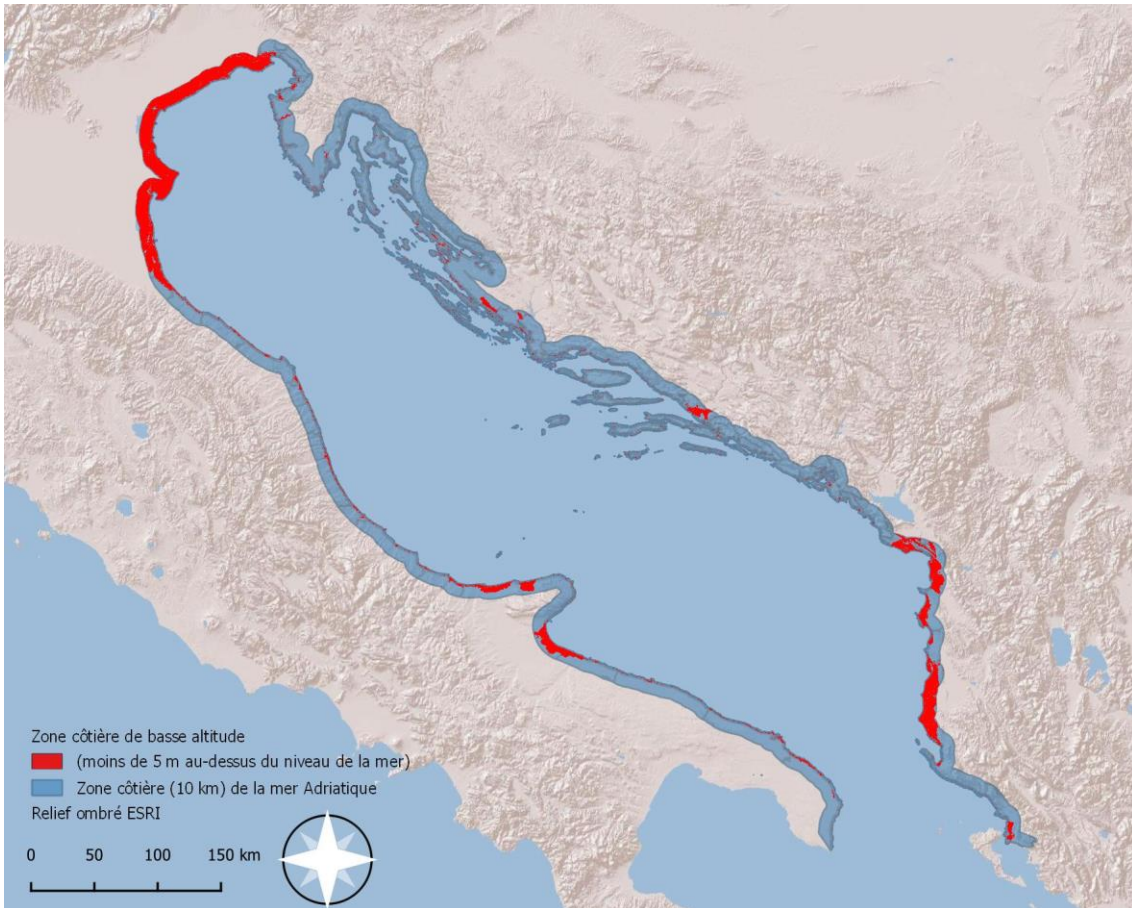 Zone côtière de basse altitude
(moins de 5 m au-dessus du niveau de la mer)
Zone côtière (10 km) de la mer Adriatique
Relief ombré ESRI
0 50 100 150 km